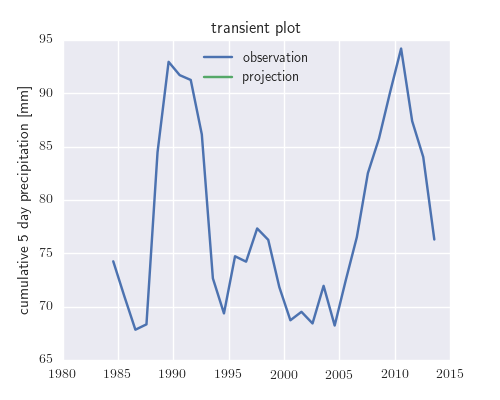 transient plot
observation
projection
cumulative 5 day precipitation [mm]
95
90
85
80
75
70
65
1980 1985 1990 1995 2000 2005 2010 2015